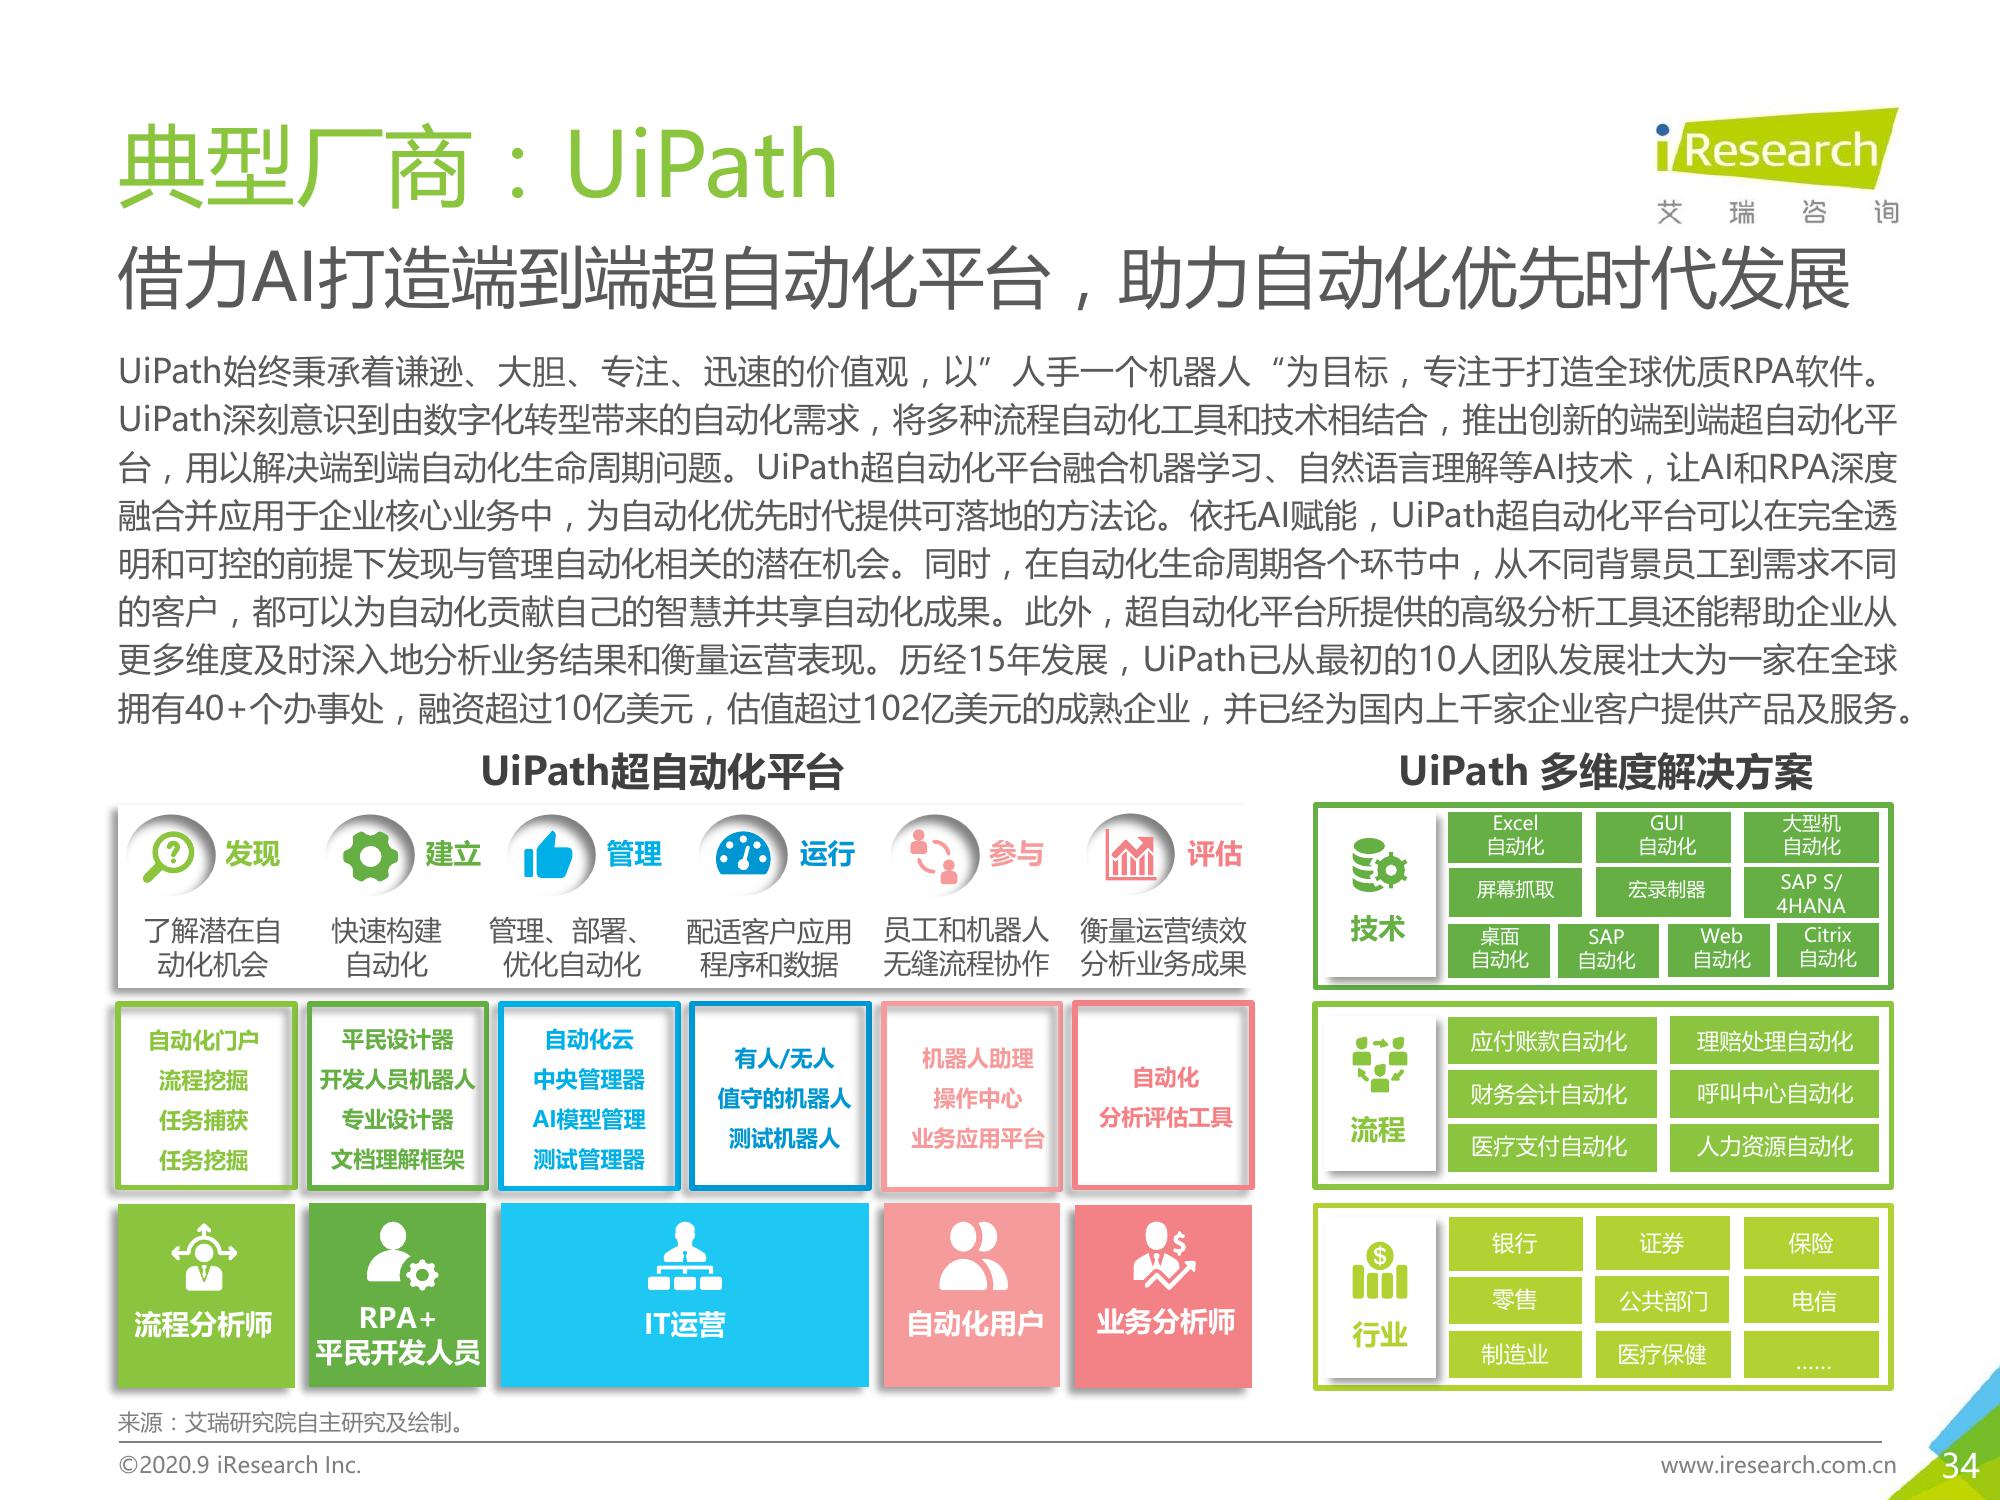 典型厂商：UiPath
iResearch
艾瑞咨询
借力AI打造端到端超自动化平台，助力自动化优先时代发展
UiPath始终秉承着谦逊、大胆、专注、迅速的价值观，以”人手一个机器人“为目标，专注于打造全球优质RPA软件。
UiPath深刻意识到由数字化转型带来的自动化需求，将多种流程自动化工具和技术相结合，推出创新的端到端超自动化平
台，用以解决端到端自动化生命周期问题。UiPath超自动化平台融合机器学习、自然语言理解等AI技术，让AI和RPA深度
融合并应用于企业核心业务中，为自动化优先时代提供可落地的方法论。依托AI赋能，UiPath超自动化平台可以在完全透
明和可控的前提下发现与管理自动化相关的潜在机会。同时，在自动化生命周期各个环节中，从不同背景员工到需求不同
的客户，都可以为自动化贡献自己的智慧并共享自动化成果。此外，超自动化平台所提供的高级分析工具还能帮助企业从
更多维度及时深入地分析业务结果和衡量运营表现。历经15年发展，UiPath已从最初的10人团队发展壮大为一家在全球
拥有40+个办事处，融资超过10亿美元，估值超过102亿美元的成熟企业，并已经为国内上千家企业客户提供产品及服务。
UiPath超自动化平台
发现
了解潜在自
动化机会
建立
快速构建
自动化
管理
管理、部署、
优化自动化
运行
配适客户应用
程序和数据
参与
员工和机器人
无缝流程协作
评估
衡量运营绩效
分析业务成果
自动化门户
流程挖掘
任务捕获
任务挖掘
平民设计器
开发人员机器人
专业设计器
文档理解框架
自动化云
中央管理器
AI模型管理
测试管理器
有人/无人
值守的机器人
测试机器人
机器人助理
操作中心
业务应用平台
自动化
分析评估工具
流程分析师
RPA+
平民开发人员
IT运营
自动化用户
业务分析师
UiPath 多维度解决方案
技术
Excel
自动化
GUI
自动化
大型机
自动化
屏幕抓取
宏录制器
SAP S/
4HANA
桌面
自动化
SAP
自动化
Web
自动化
Citrix
自动化
流程
应付账款自动化
理赔处理自动化
财务会计自动化
呼叫中心自动化
医疗支付自动化
人力资源自动化
行业
银行
证券
保险
零售
公共部门
电信
制造业
医疗保健
......
来源：艾瑞研究院自主研究及绘制。
©2020.9 iResearch Inc.
www.iresearch.com.cn
34